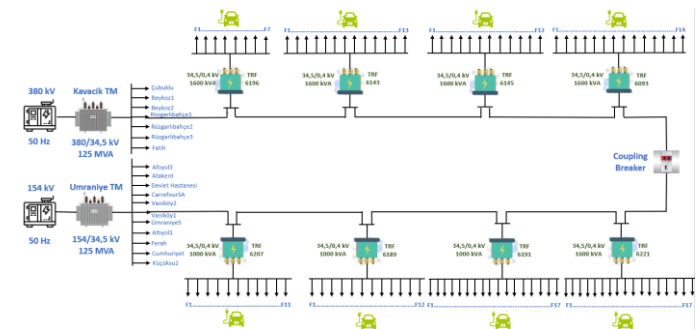 F1 F7
F1 F13
F1 F12
F1 F14
34,5/0,4 kV TRF
1600 kVA 6196
34,5/0,4 kV TRF
1600 kVA 6143
34,5/0,4 kV TRF
1600 kVA 6145
34,5/0,4 kV TRF
1600 kVA 6093
380 kV
Kavacik TM
50 Hz
380/34,5 kV
125 MVA
Çubuklu
Beykoz1
Beykoz2
Rüzgarlıbahçe1
Rüzgarlıbahçe2
Rüzgarlıbahçe3
Fatih
Coupling
Breaker
154 kV
Umraniye TM
50 Hz
154/34,5 kV
125 MVA
Altıyol3
Atakent
Devlet Hastanesi
CarrefourSA
Vaniköy2
Vaniköy1
Ümraniye5
Altıyol1
Ferah
Cumhuriyet
Küçüksu2
34,5/0,4 kV TRF
1000 kVA 6207
34,5/0,4 kV TRF
1000 kVA 6189
34,5/0,4 kV TRF
1000 kVA 6191
34,5/0,4 kV TRF
1600 kVA 6221
F1 F11
F1 F12
F1 F17
F1 F17